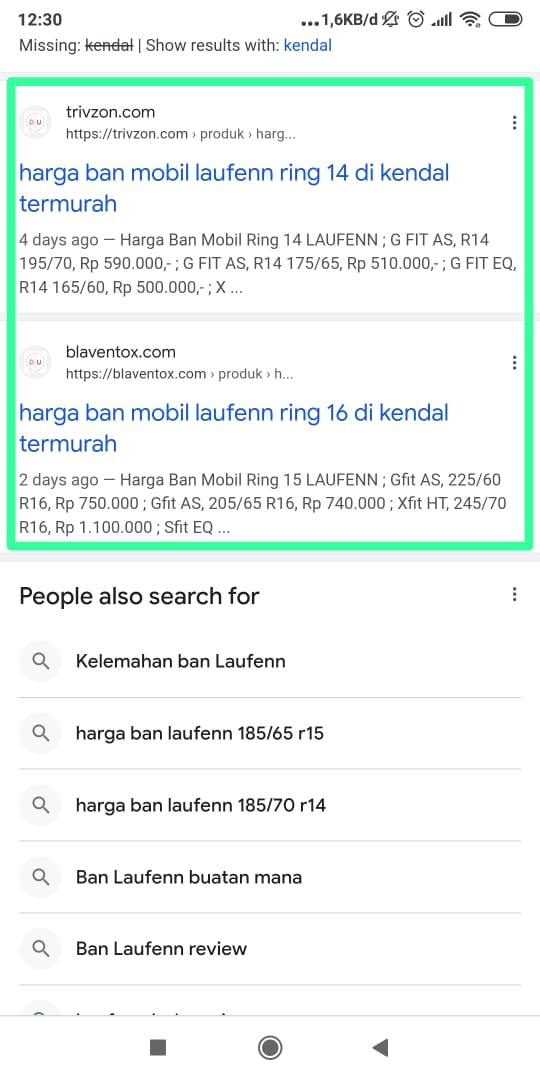 12:30
...1,6KB/d
Missing: kendal | Show results with: kendal
DU
trivzon.com
https://trivzon.com › produk › harg...
harga ban mobil laufenn ring 14 di kendal
termurah
4 days ago — Harga Ban Mobil Ring 14 LAUFENN ; G FIT AS, R14
195/70, Rp 590.000,- ; G FIT AS, R14 175/65, Rp 510.000,- ; G FIT EQ,
R14 165/60, Rp 500.000,- ; X ...
DU
blaventox.com
https://blaventox.com › produk › h...
harga ban mobil laufenn ring 16 di kendal
termurah
2 days ago — Harga Ban Mobil Ring 15 LAUFENN ; Gfit AS, 225/60
R16, Rp 750.000 ; Gfit AS, 205/65 R16, Rp 740.000 ; Xfit HT, 245/70
R16, Rp 1.100.000 ; Sfit EQ ...
People also search for
Kelemahan ban Laufenn
harga ban laufenn 185/65 r15
harga ban laufenn 185/70 r14
Ban Laufenn buatan mana
Ban Laufenn review